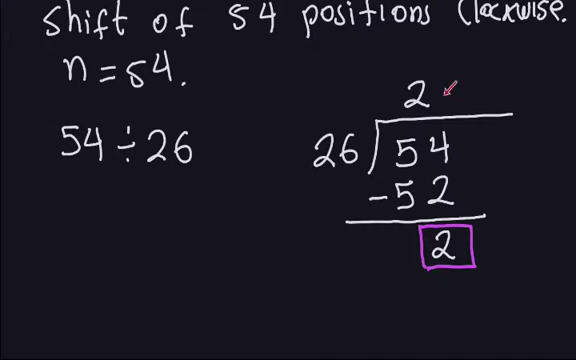 shift of 54 positions Clockwise.
n = 54.
54 ÷ 26
2
26 54
-52
2